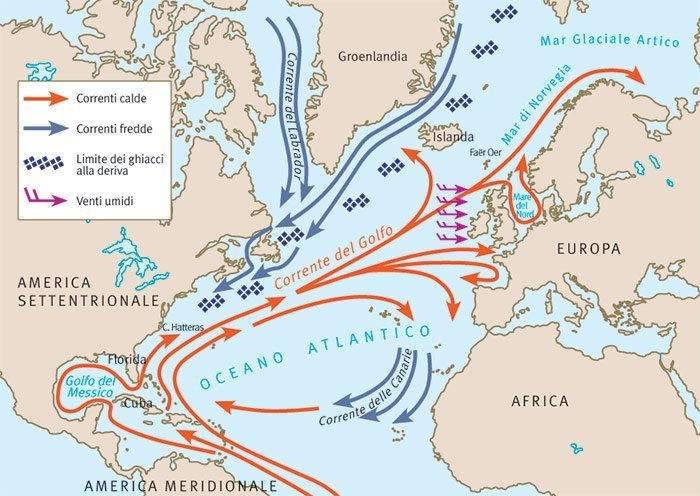 Correnti calde
Correnti fredde
Limite dei ghiacci
alla deriva
Venti umidi
Groenlandia
Mar Glaciale Artico
Corrente del Labrador
Mar di Norvegia
Islanda
Faër Oer
Mare
del
Nord
Corrente del Golfo
EUROPA
AMERICA
SETTENTRIONALE
C. Hatteras
OCEANO ATLANTICO
Florida
Golfo del
Messico
Cuba
Corrente delle Canarie
AFRICA
AMERICA MERIDIONALE